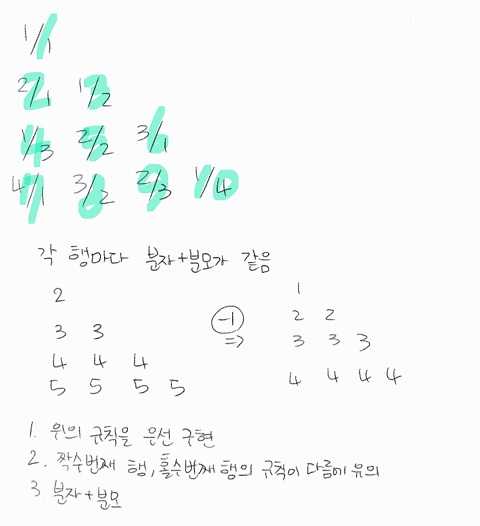 1/1
2/1 1/2
1/3 2/2 3/1
4/1 3/2 2/3 1/4
각 행마다 분자+분모가 같음
2
3 3
4 4 4
5 5 5 5
-1
=>
1
2 2
3 3 3
4 4 4 4
1. 위의 규칙을 우선 구현
2. 짝수번째 행, 홀수번째 행의 규칙이 다름에 유의
3 분자+분모